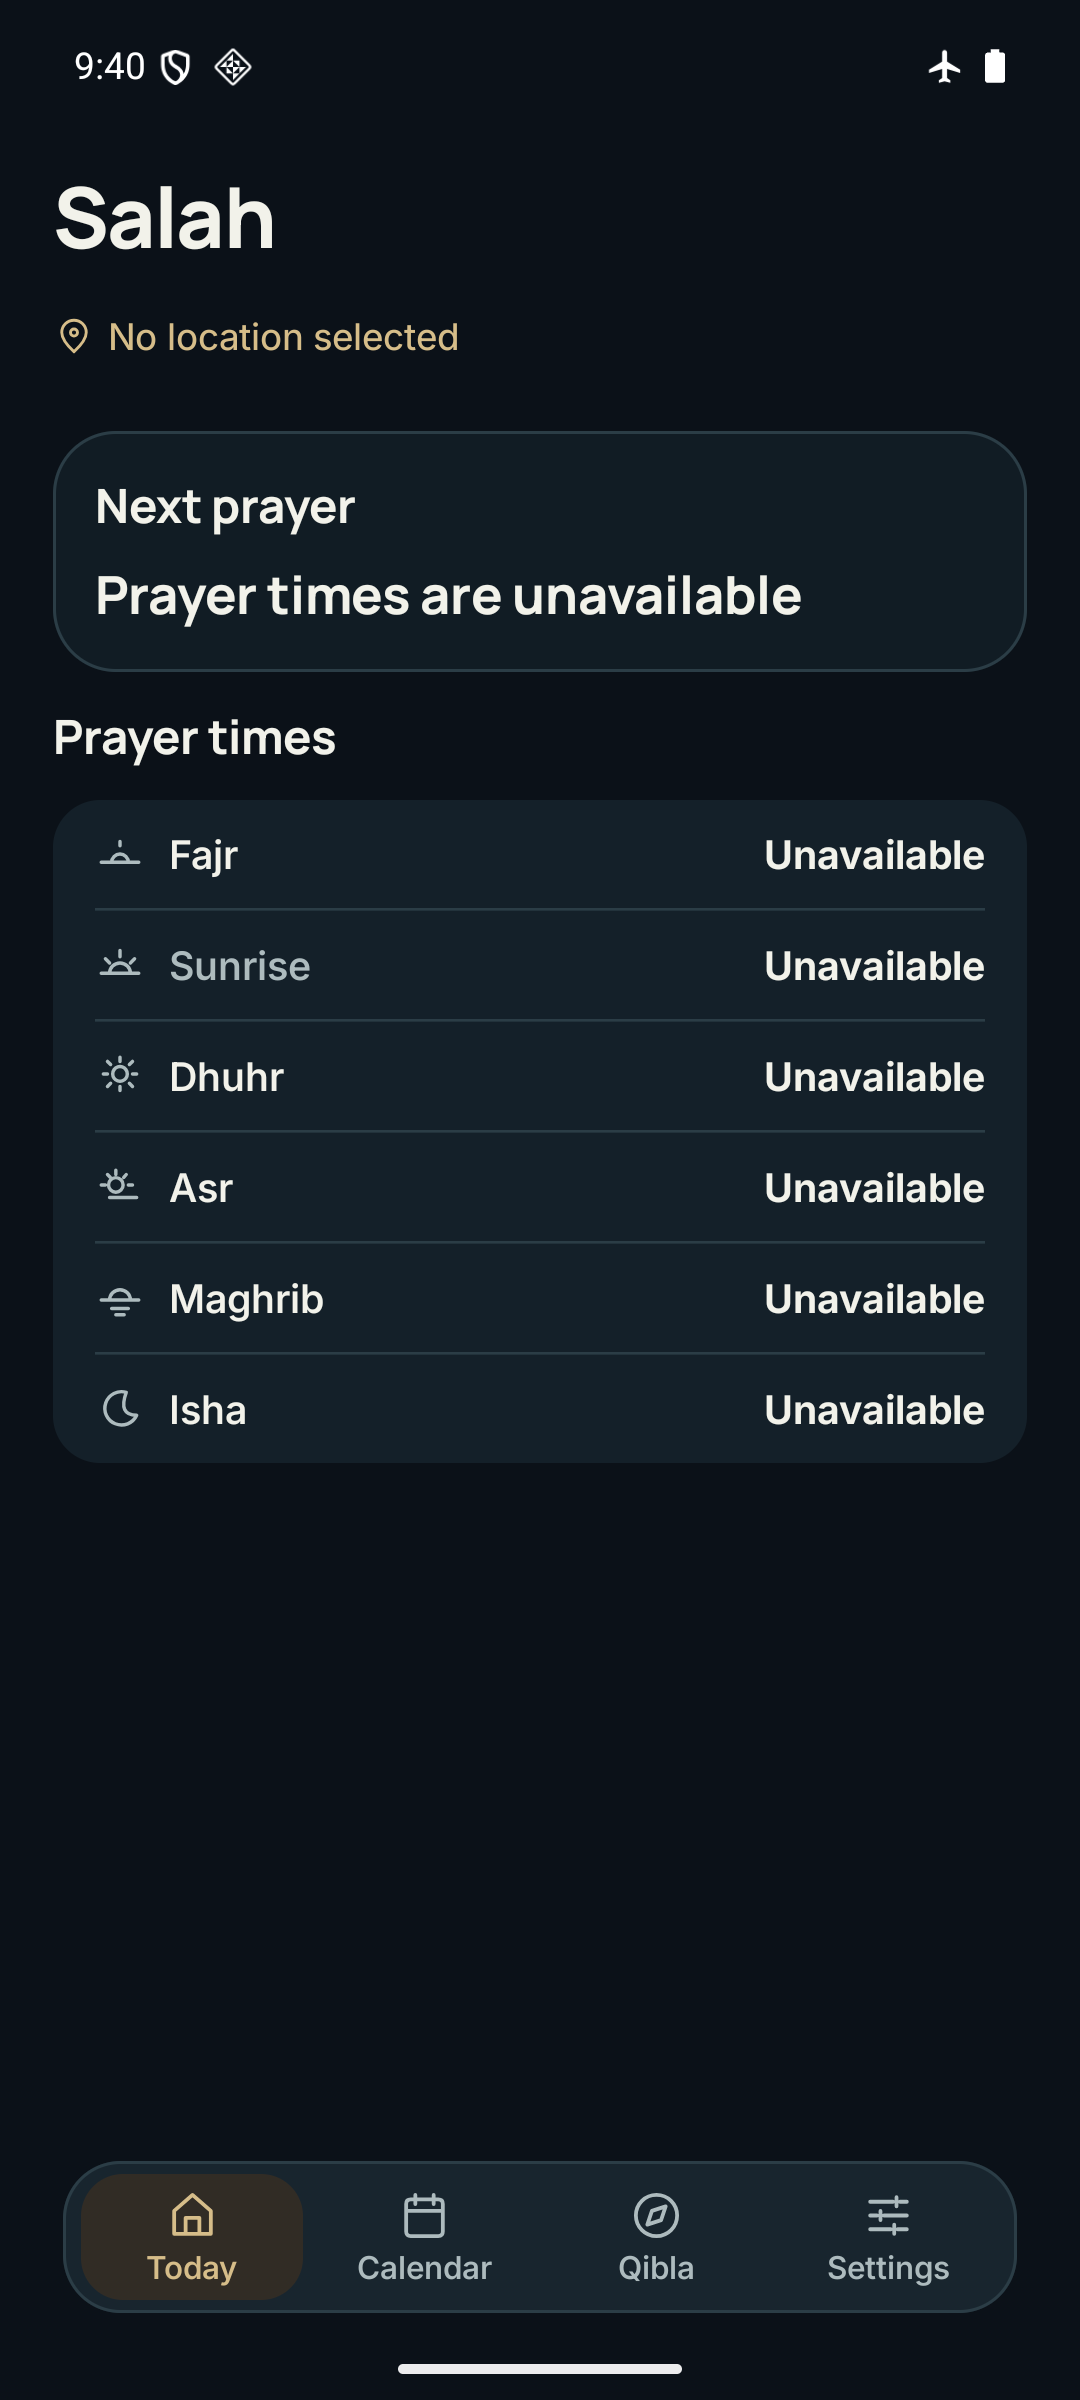 9:40
Salah
No location selected
Next prayer
Prayer times are unavailable
Prayer times
Fajr Unavailable
Sunrise Unavailable
Dhuhr Unavailable
Asr Unavailable
Maghrib Unavailable
Isha Unavailable
Today Calendar Qibla Settings